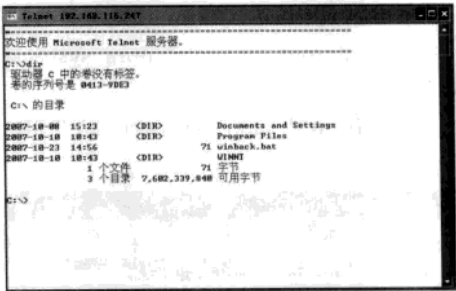 Telnet 192.168.115.247
欢迎使用 Microsoft Telnet 服务器。
C:\>dir
驱动器 C 中的卷没有标签。
卷的序列号是 0413-9DE3
C:\ 的目录
2007-10-08 15:23 <DIR> Documents and Settings
2007-10-10 10:43 <DIR> Program Files
2007-10-23 14:56 71 winback.bat
2007-10-10 10:43 <DIR> WINNT
1 个文件 71 字节
3 个目录 7,602,339,840 可用字节
C:\>